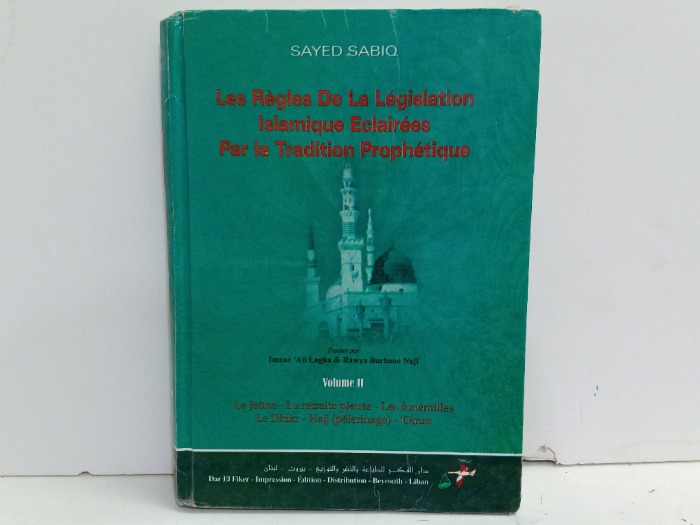 SAYED SABIQ
Les Règles De La Législation
Islamique Eclairées
Par la Tradition Prophétique
Traduit par
Imane 'Ali Lagha & Rawya Burhane Naji
Volume II
Le Jeûne - La retraite pieuse - Les funérailles
Le Dhikr - Hajj (pèlerinage) - 'Omra
دار الفكر للطباعة والنشر والتوزيع - بيروت - لبنان
Dar El Fiker - Impression - Edition - Distribution - Beyrouth - Liban